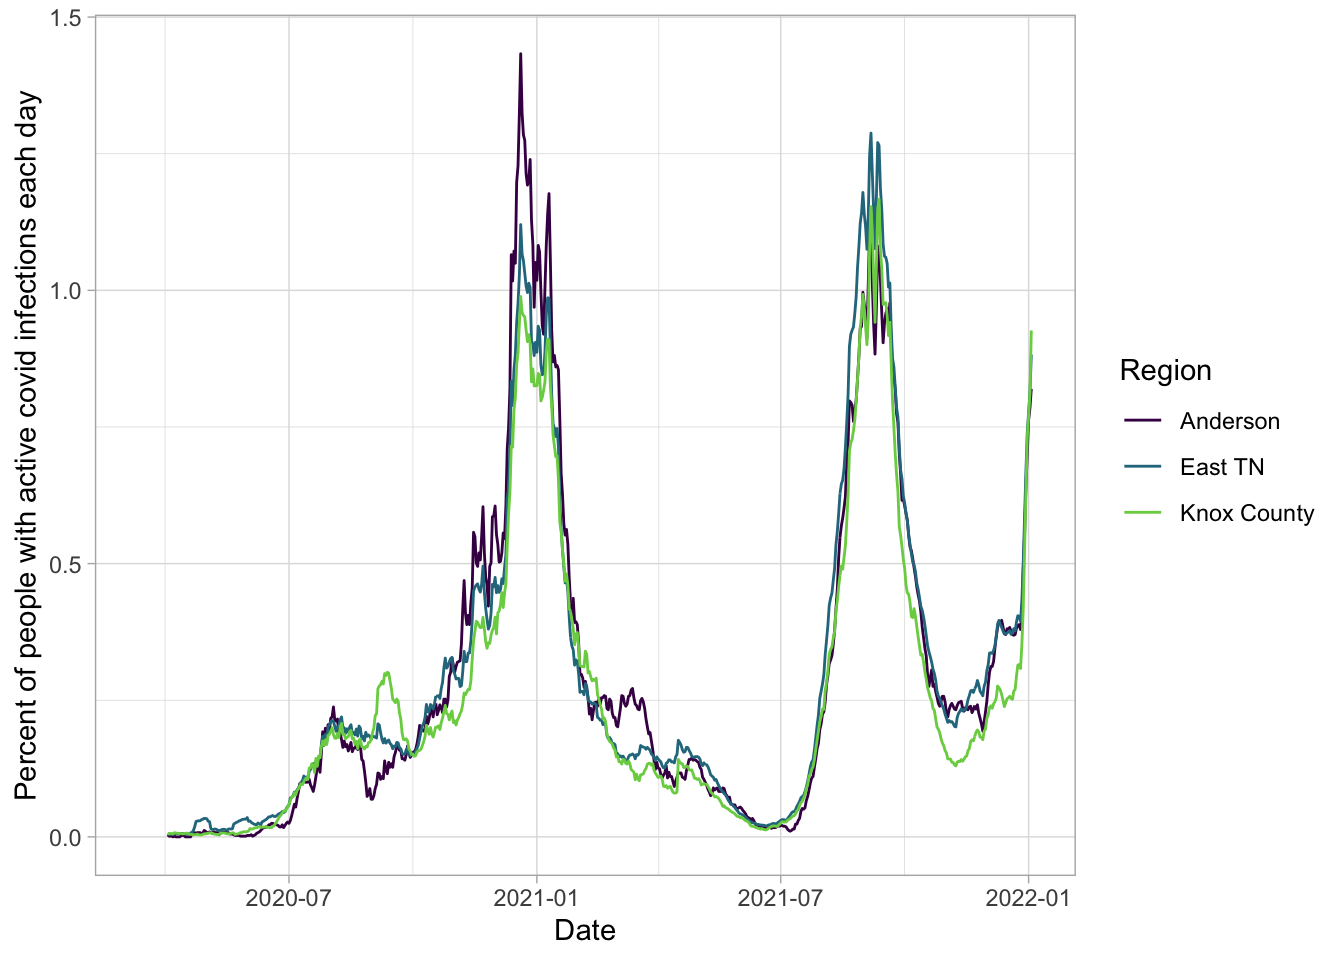 Percent of people with active covid infections each day
1.5
1.0
0.5
0.0
2020-07
2021-01
2021-07
2022-01
Date
Region
Anderson
East TN
Knox County